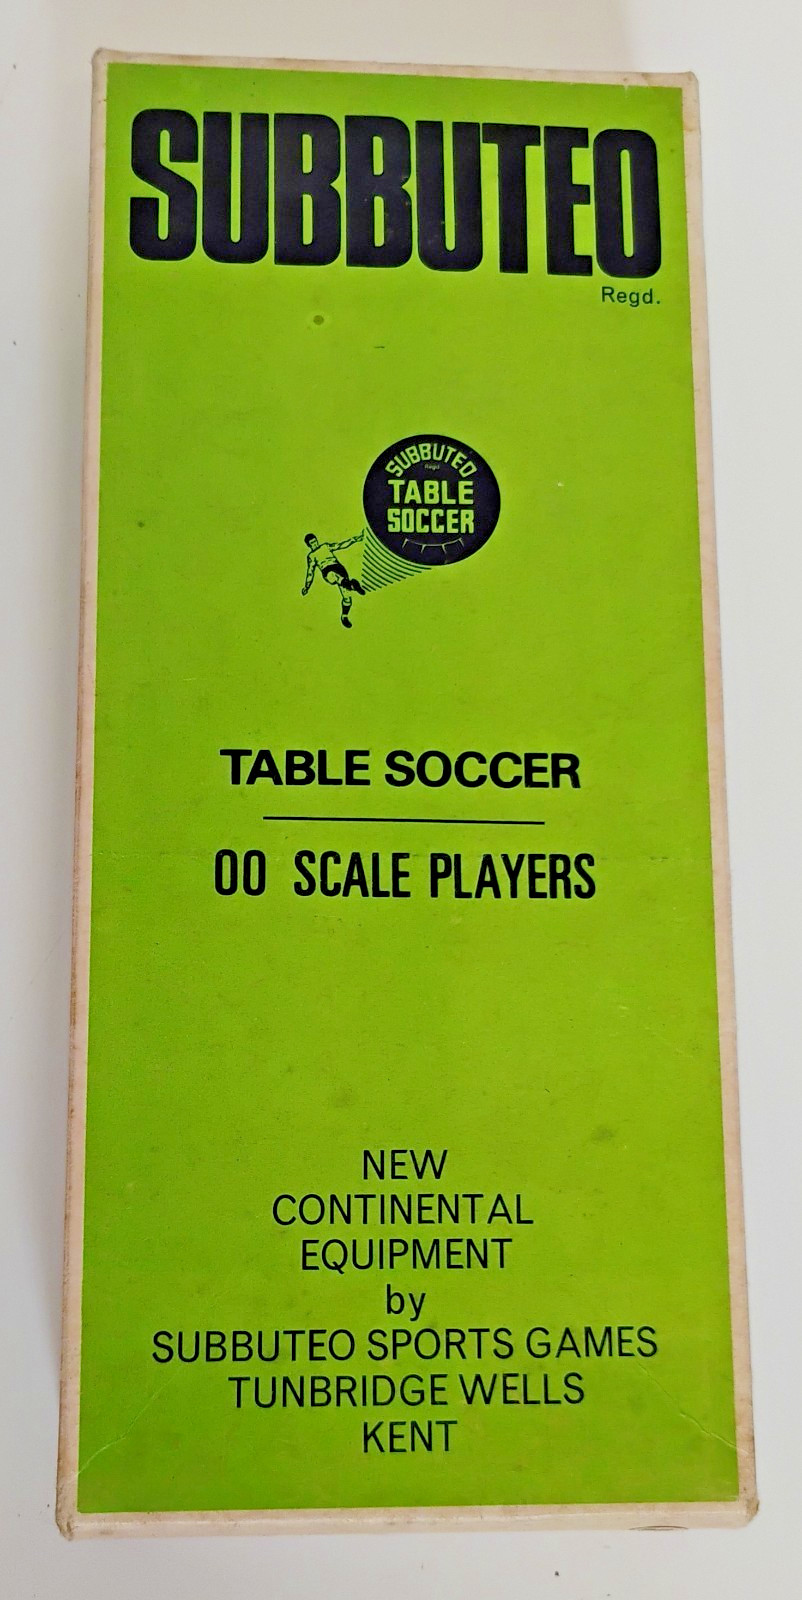 SUBBUTEO
Regd.
SUBBUTEO
Regd
TABLE
SOCCER
TABLE SOCCER
00 SCALE PLAYERS
NEW
CONTINENTAL
EQUIPMENT
by
SUBBUTEO SPORTS GAMES
TUNBRIDGE WELLS
KENT